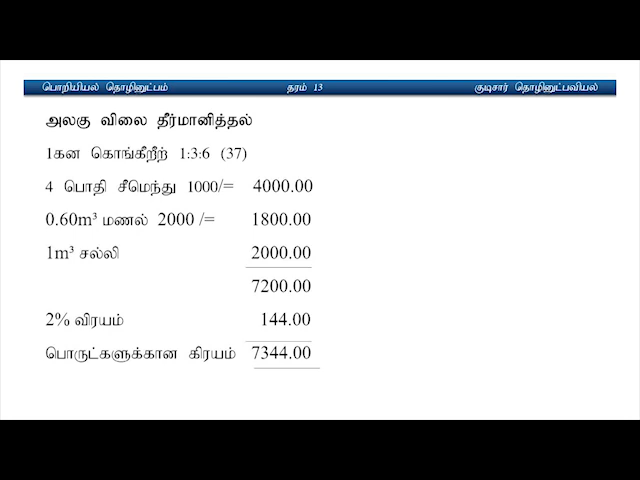 பொறியியல் தொழினுட்பம் தரம் 13 குடிசார் தொழினுட்பவியல்
அலகு விலை தீர்மானித்தல்
1கன கொங்கீறீற் 1:3:6 (37)
4 பொதி சீமெந்து 1000/= 4000.00
0.60m³ மணல் 2000 /= 1800.00
1m³ சல்லி 2000.00
7200.00
2% விரயம் 144.00
பொருட்களுக்கான கிரயம் 7344.00